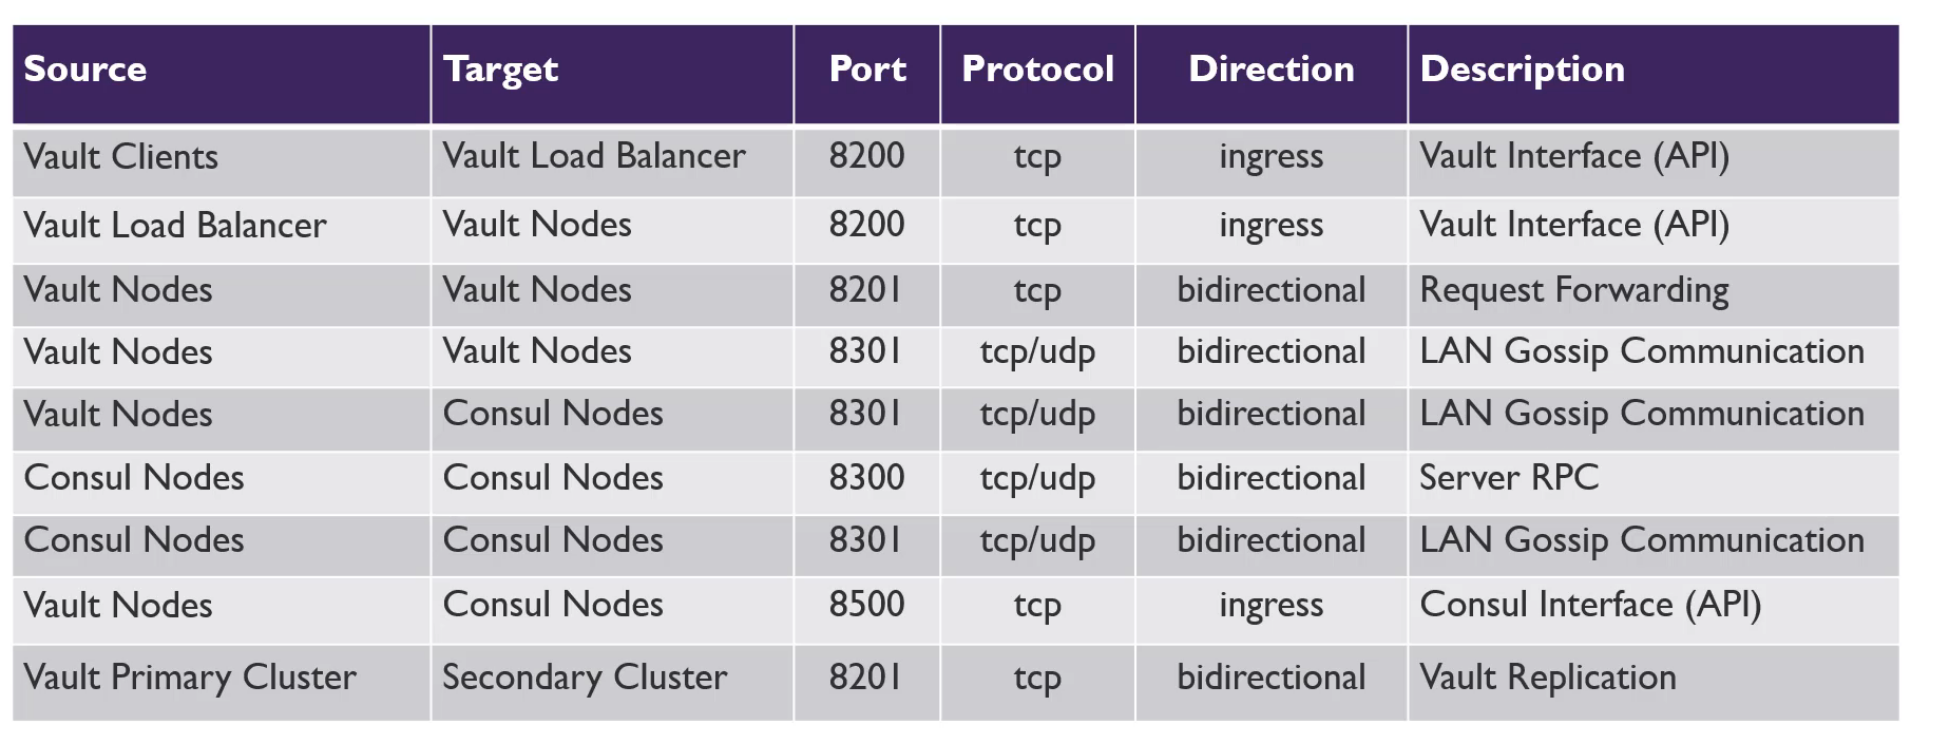 Source Target Port Protocol Direction Description
Vault Clients Vault Load Balancer 8200 tcp ingress Vault Interface (API)
Vault Load Balancer Vault Nodes 8200 tcp ingress Vault Interface (API)
Vault Nodes Vault Nodes 8201 tcp bidirectional Request Forwarding
Vault Nodes Vault Nodes 8301 tcp/udp bidirectional LAN Gossip Communication
Vault Nodes Consul Nodes 8301 tcp/udp bidirectional LAN Gossip Communication
Consul Nodes Consul Nodes 8300 tcp/udp bidirectional Server RPC
Consul Nodes Consul Nodes 8301 tcp/udp bidirectional LAN Gossip Communication
Vault Nodes Consul Nodes 8500 tcp ingress Consul Interface (API)
Vault Primary Cluster Secondary Cluster 8201 tcp bidirectional Vault Replication